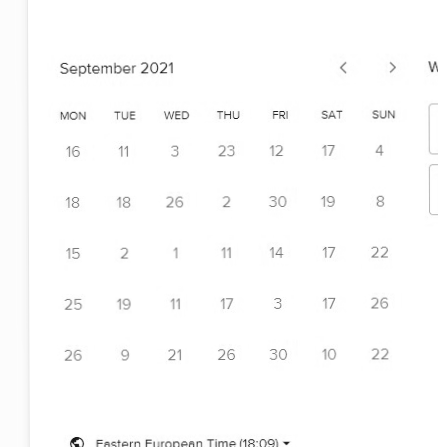 September 2021
MON TUE WED THU FRI SAT SUN
16 11 3 23 12 17 4
18 18 26 2 30 19 8
15 2 1 11 14 17 22
25 19 11 17 3 17 26
26 9 21 26 30 10 22
Eastern European Time (18:09)